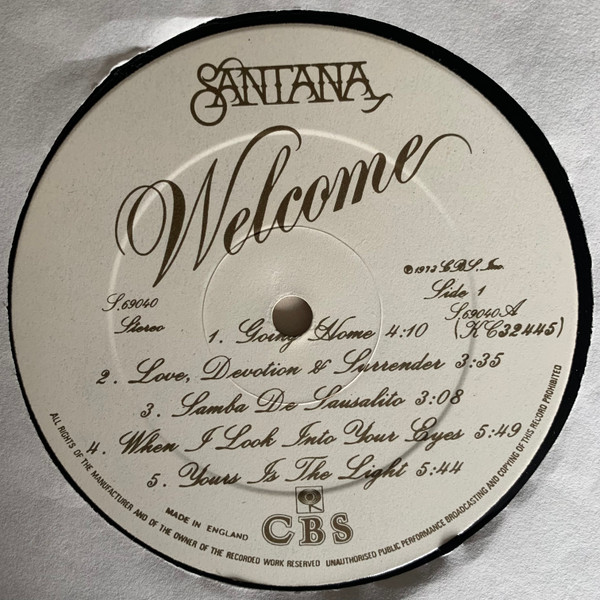 SANTANA
Welcome
℗ 1973 CBS, Inc.
S.69040
Side 1
Stereo
S69040A
(KC32445)
1. Going Home 4:10
2. Love, Devotion & Surrender 3:35
3. Samba De Sausalito 3:08
4. When I Look Into Your Eyes 5:49
5. Yours Is The Light 5:44
MADE IN ENGLAND
CBS
ALL RIGHTS OF THE MANUFACTURER AND OF THE OWNER OF THE RECORDED WORK RESERVED UNAUTHORISED PUBLIC PERFORMANCE BROADCASTING AND COPYING OF THIS RECORD PROHIBITED